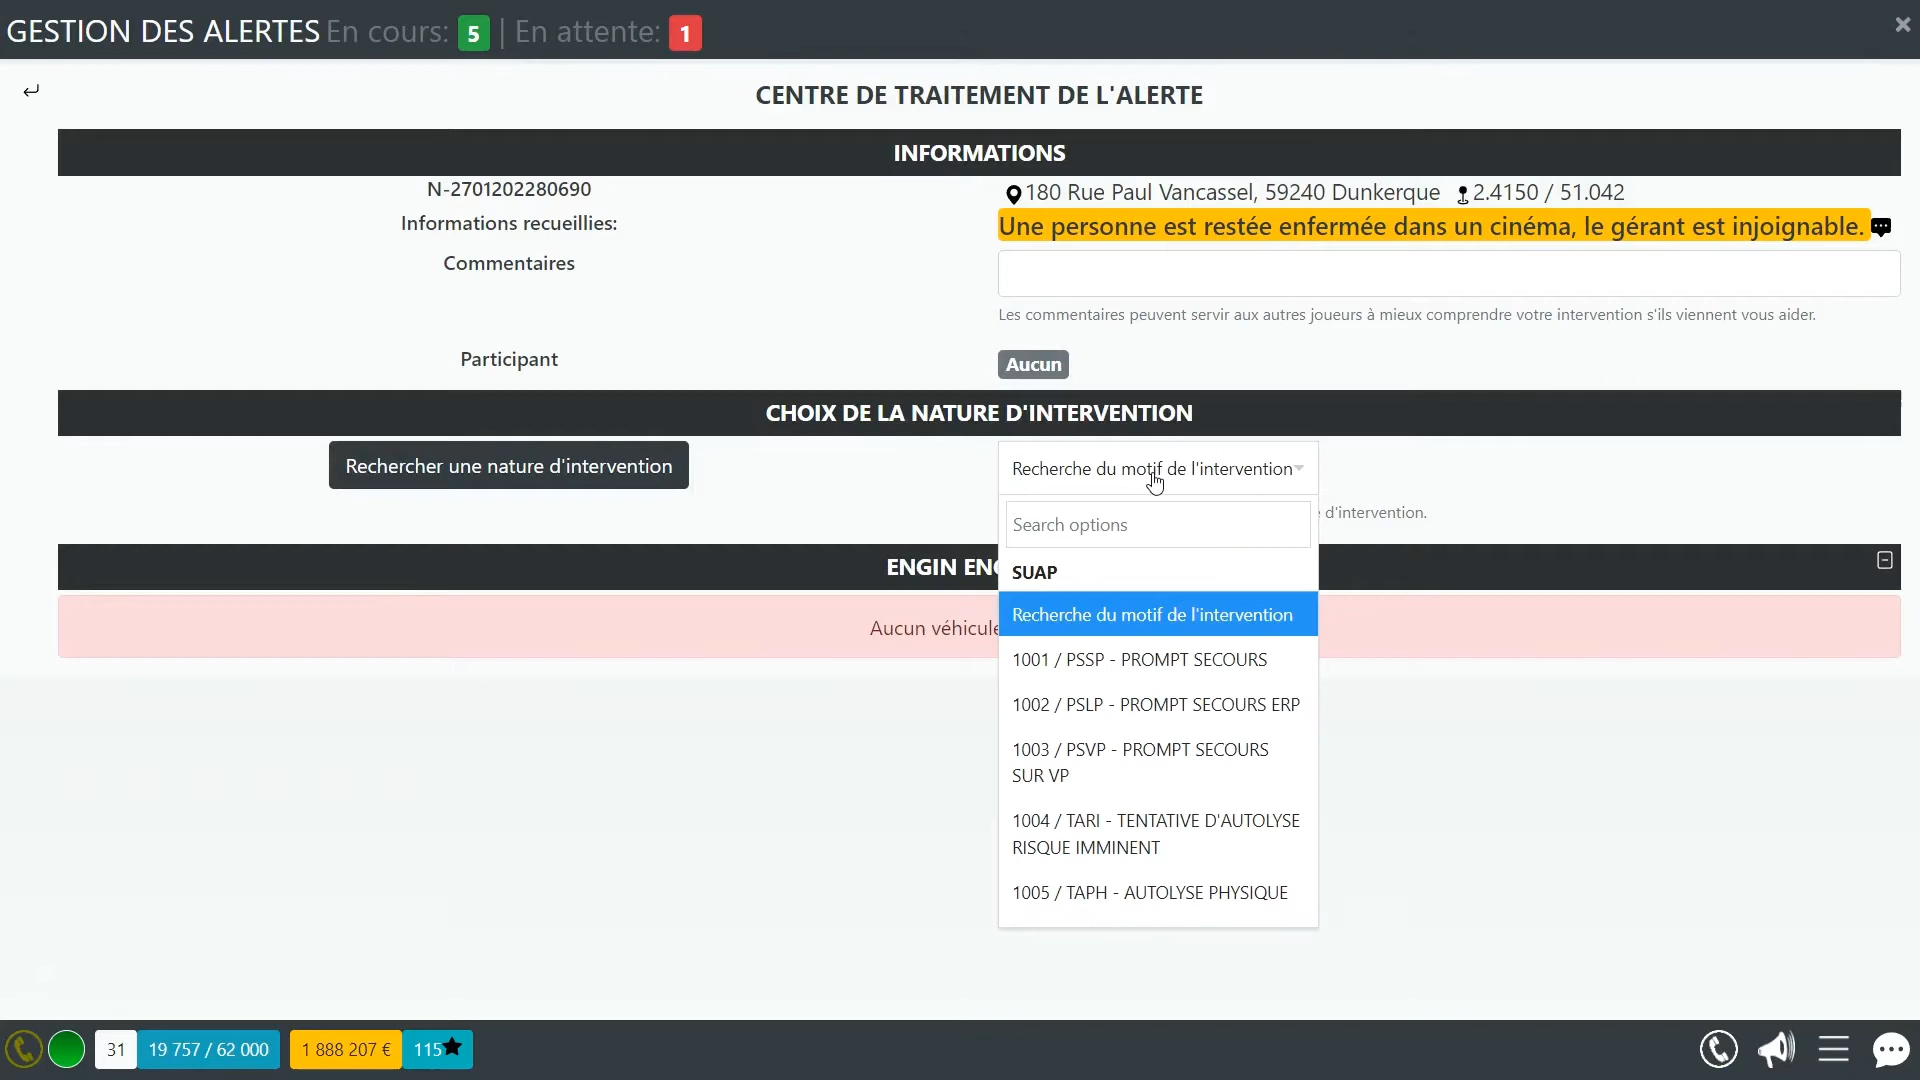 GESTION DES ALERTES En cours: 5 | En attente: 1
CENTRE DE TRAITEMENT DE L'ALERTE
INFORMATIONS
N-2701202280690
180 Rue Paul Vancassel, 59240 Dunkerque 2.4150 / 51.042
Informations recueillies:
Une personne est restée enfermée dans un cinéma, le gérant est injoignable.
Commentaires
Les commentaires peuvent servir aux autres joueurs à mieux comprendre votre intervention s'ils viennent vous aider.
Participant
Aucun
CHOIX DE LA NATURE D'INTERVENTION
Rechercher une nature d'intervention
Recherche du motif de l'intervention
d'intervention.
Search options
ENGIN
SUAP
Recherche du motif de l'intervention
Aucun véhicule
1001 / PSSP - PROMPT SECOURS
1002 / PSLP - PROMPT SECOURS ERP
1003 / PSVP - PROMPT SECOURS
SUR VP
1004 / TARI - TENTATIVE D'AUTOLYSE
RISQUE IMMINENT
1005 / TAPH - AUTOLYSE PHYSIQUE
31 19 757 / 62 000 1 888 207 € 115